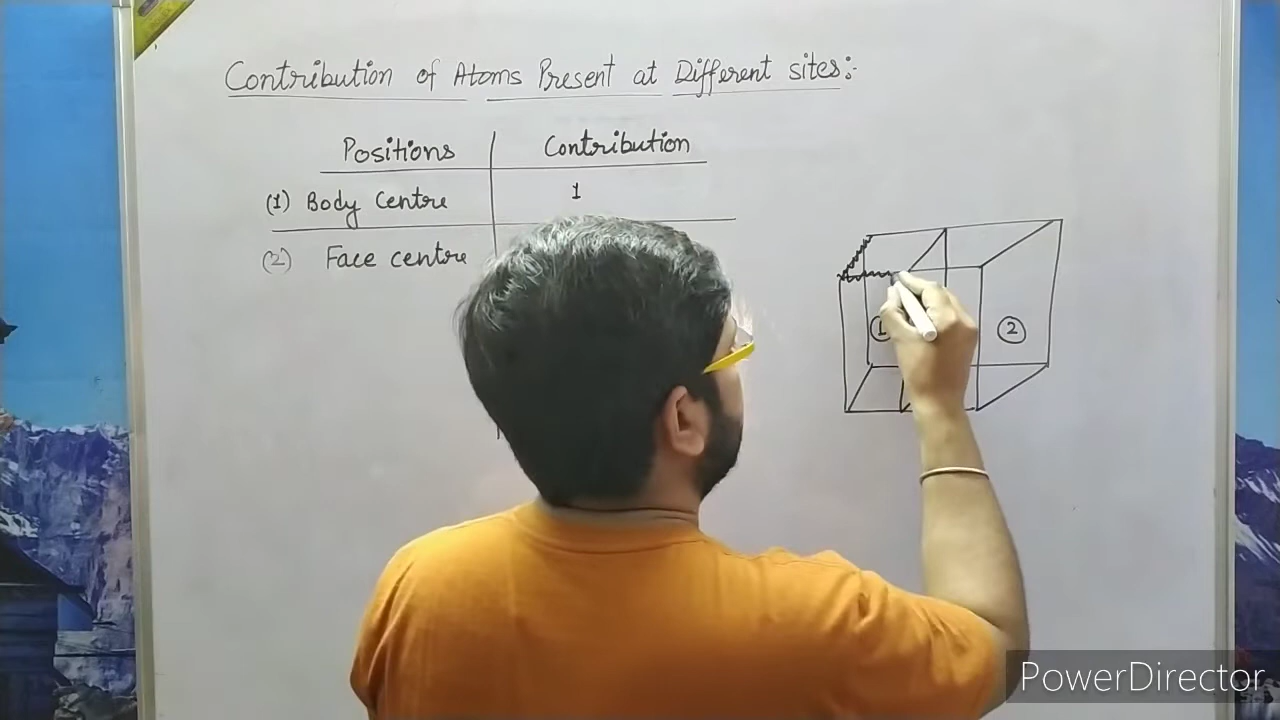 Contribution of Atoms Present at Different sites:-
Positions Contribution
(1) Body Centre 1
(2) Face centre
1 2
PowerDirector